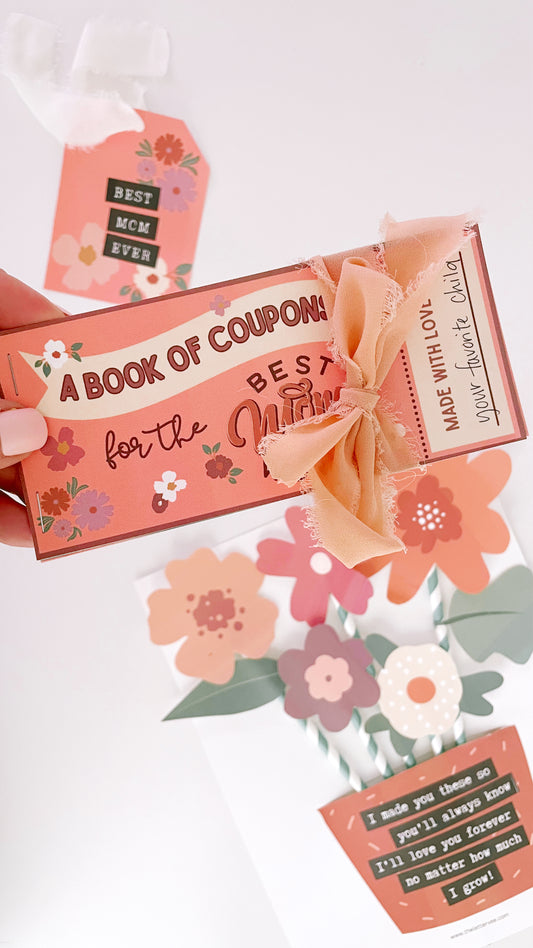 BEST
MOM
EVER
A BOOK OF COUPONS
for the
BEST
MADE WITH LOVE
your favorite child
I made you these so
you'll always know
I'll love you forever
no matter how much
I grow!